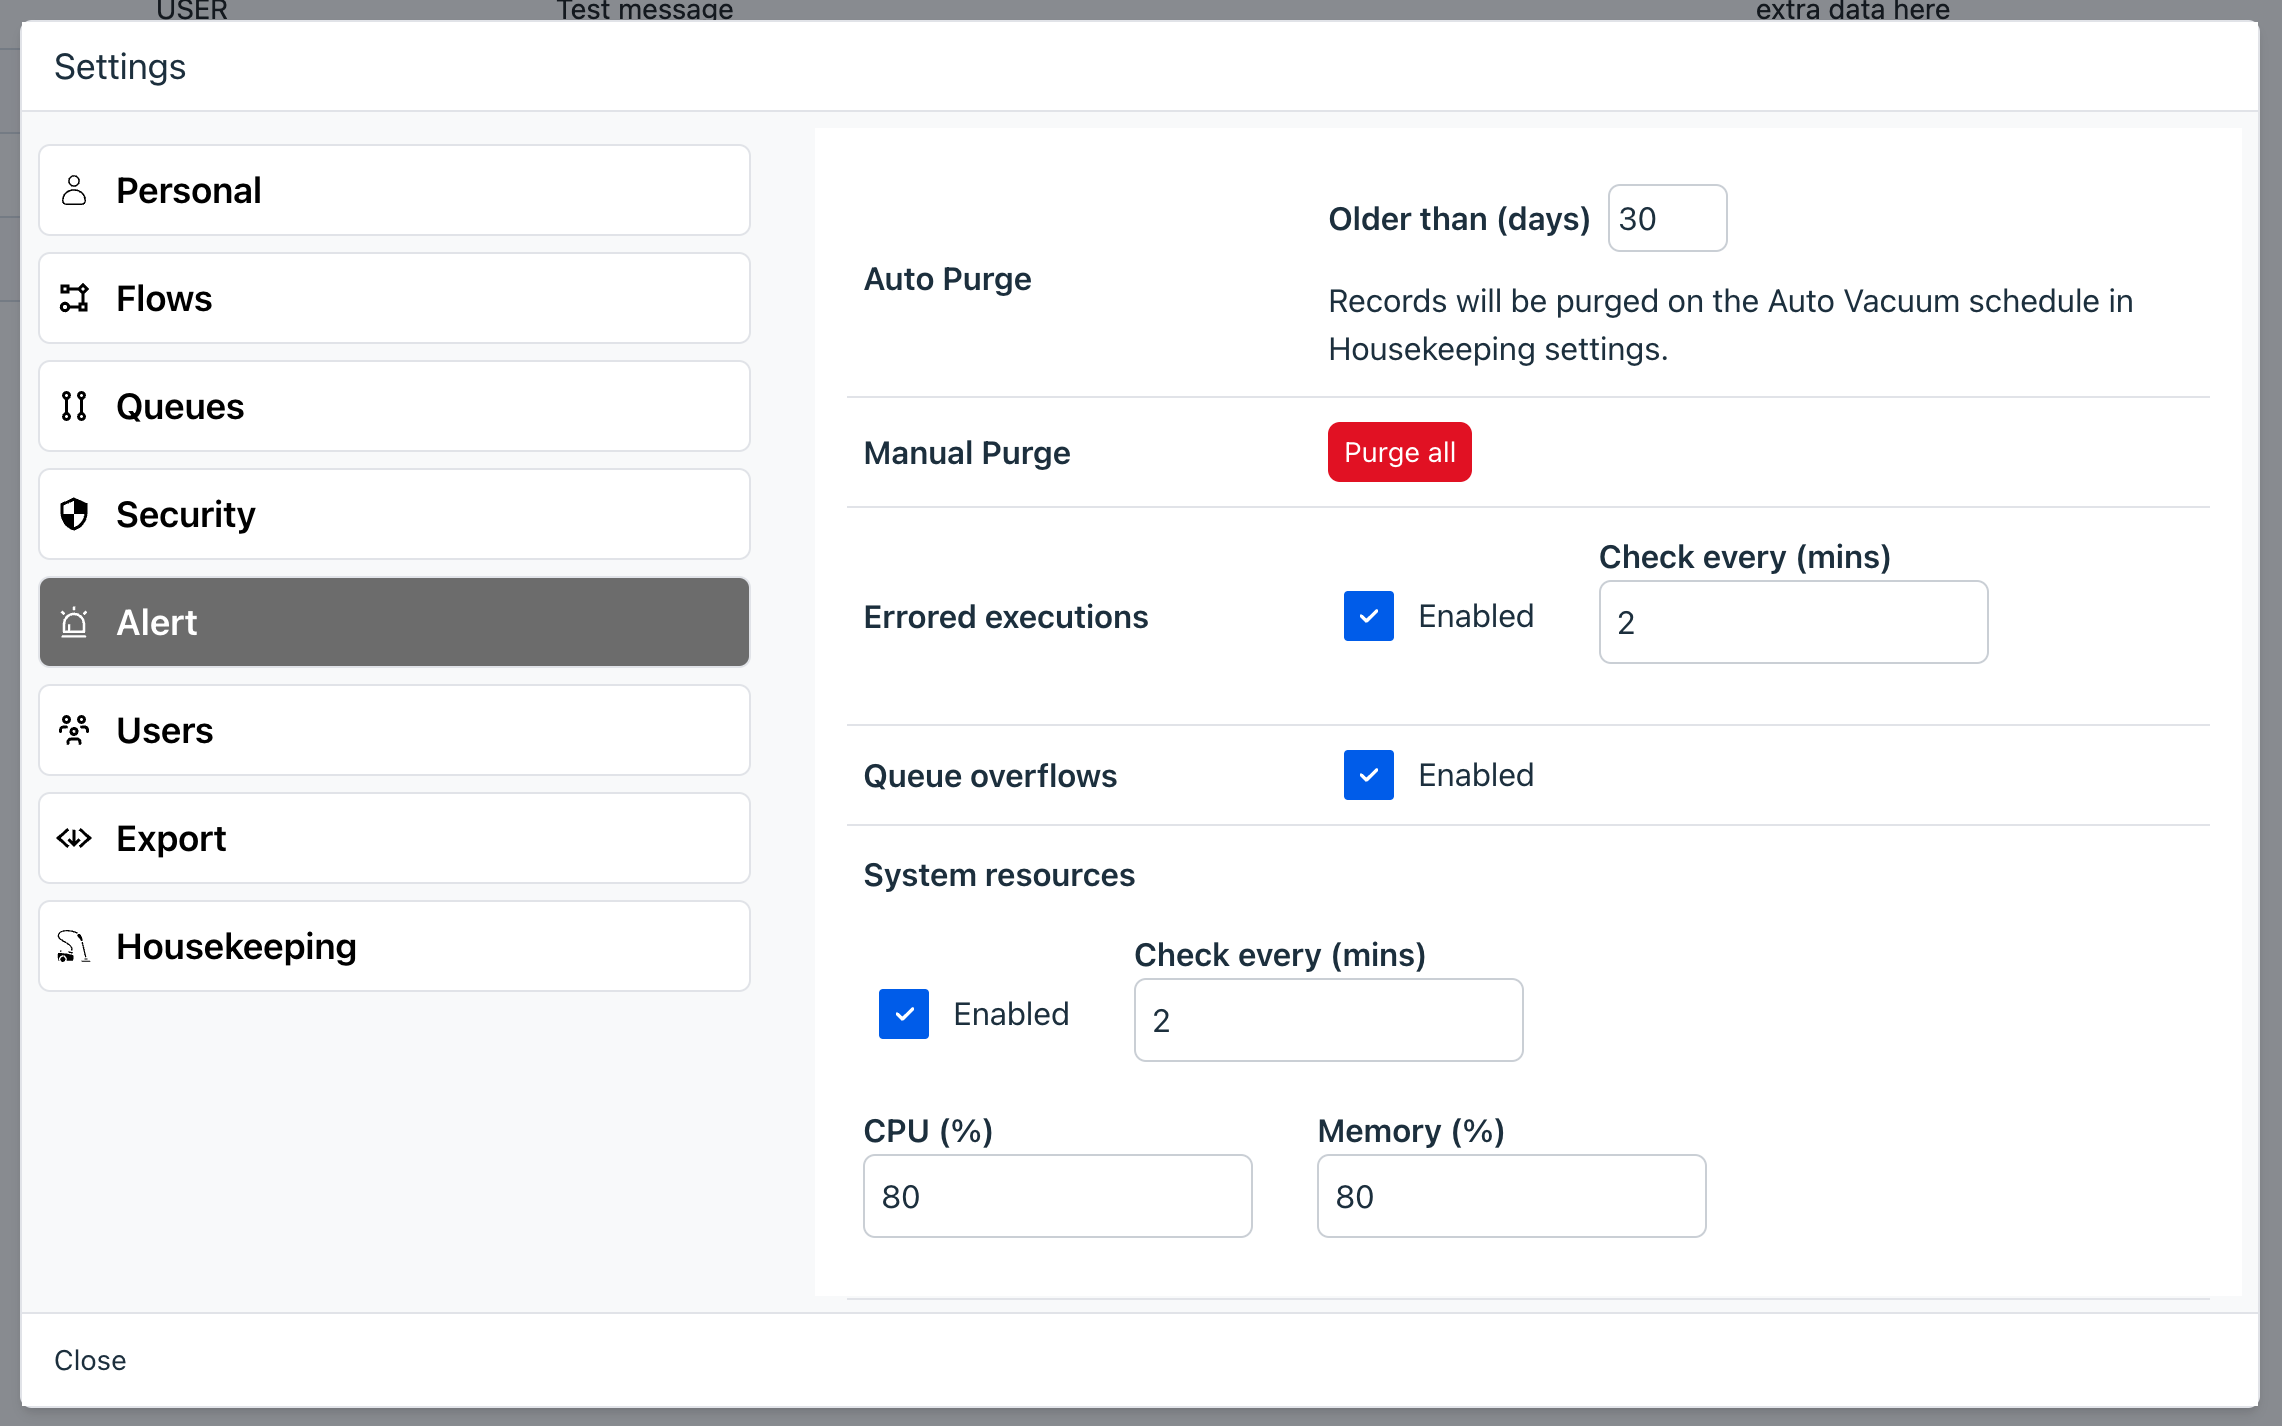 USER Test message extra data here
Settings
Personal
Flows
Queues
Security
Alert
Users
Export
Housekeeping
Older than (days) 30
Auto Purge
Records will be purged on the Auto Vacuum schedule in
Housekeeping settings.
Manual Purge Purge all
Check every (mins)
Errored executions Enabled 2
Queue overflows Enabled
System resources
Check every (mins)
Enabled 2
CPU (%) Memory (%)
80 80
Close